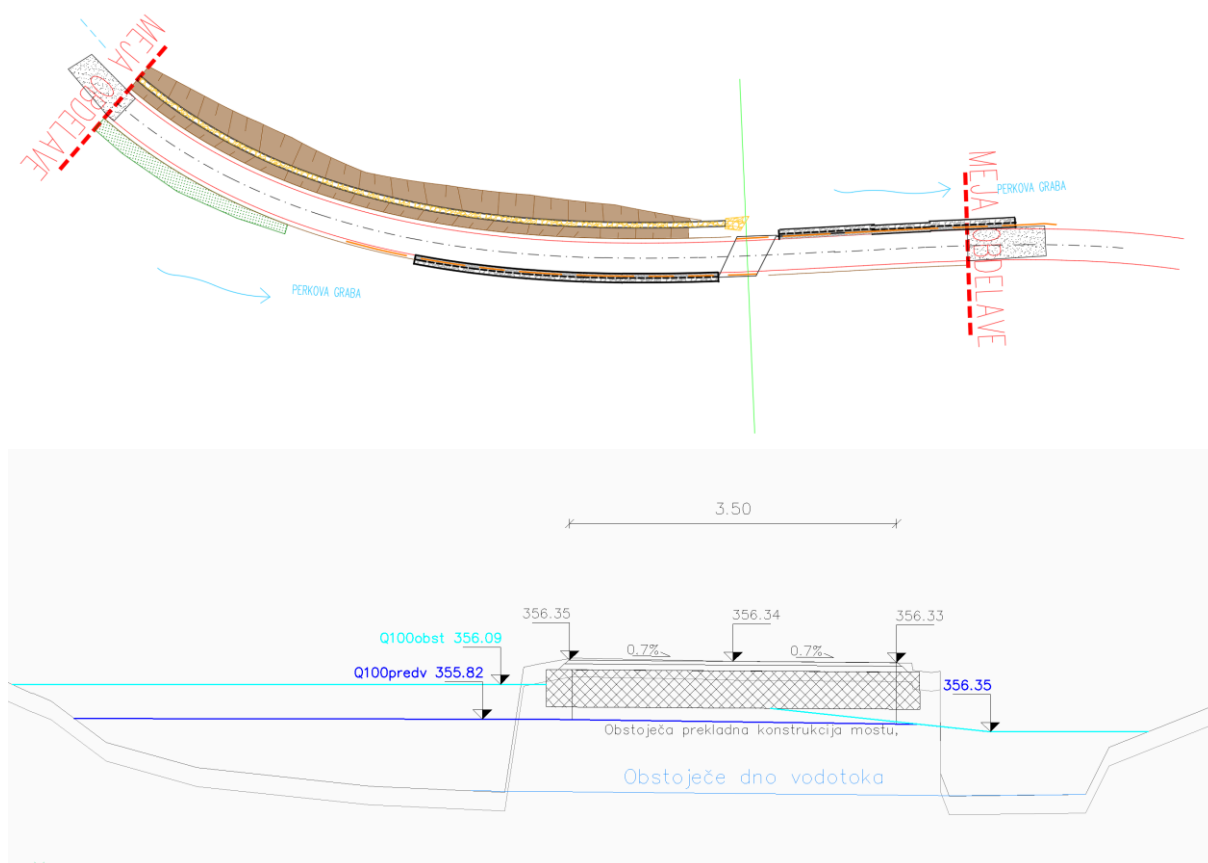 MEJA OBDELAVE
PERKOVA GRABA
MEJA OBDELAVE
PERKOVA GRABA
3.50
356.35
356.34
356.33
Q100obst 356.09
0.7%
0.7%
Q100predv 355.82
356.35
Obstoječa prekladna konstrukcija mostu,
Obstoječe dno vodotoka